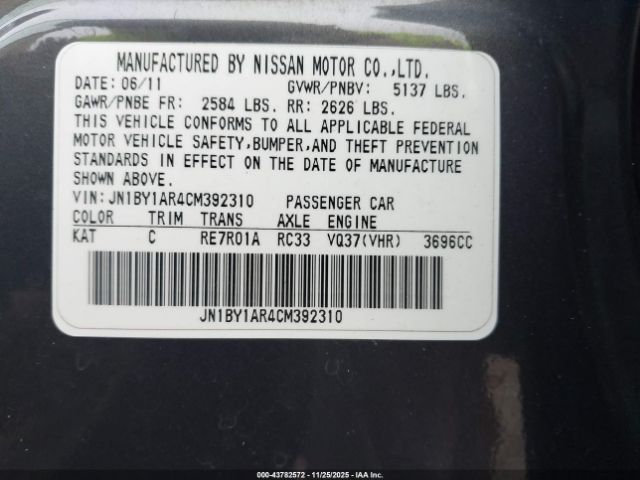 MANUFACTURED BY NISSAN MOTOR CO.,LTD.
DATE: 06/11 GVWR/PNBV: 5137 LBS.
GAWR/PNBE FR: 2584 LBS. RR: 2626 LBS.
THIS VEHICLE CONFORMS TO ALL APPLICABLE FEDERAL
MOTOR VEHICLE SAFETY,BUMPER,AND THEFT PREVENTION
STANDARDS IN EFFECT ON THE DATE OF MANUFACTURE
SHOWN ABOVE.
VIN:JN1BY1AR4CM392310 PASSENGER CAR
COLOR TRIM TRANS AXLE ENGINE
KAT C RE7R01A RC33 VQ37(VHR) 3696CC
JN1BY1AR4CM392310
000-43782572 - 11/25/2025 - IAA Inc.